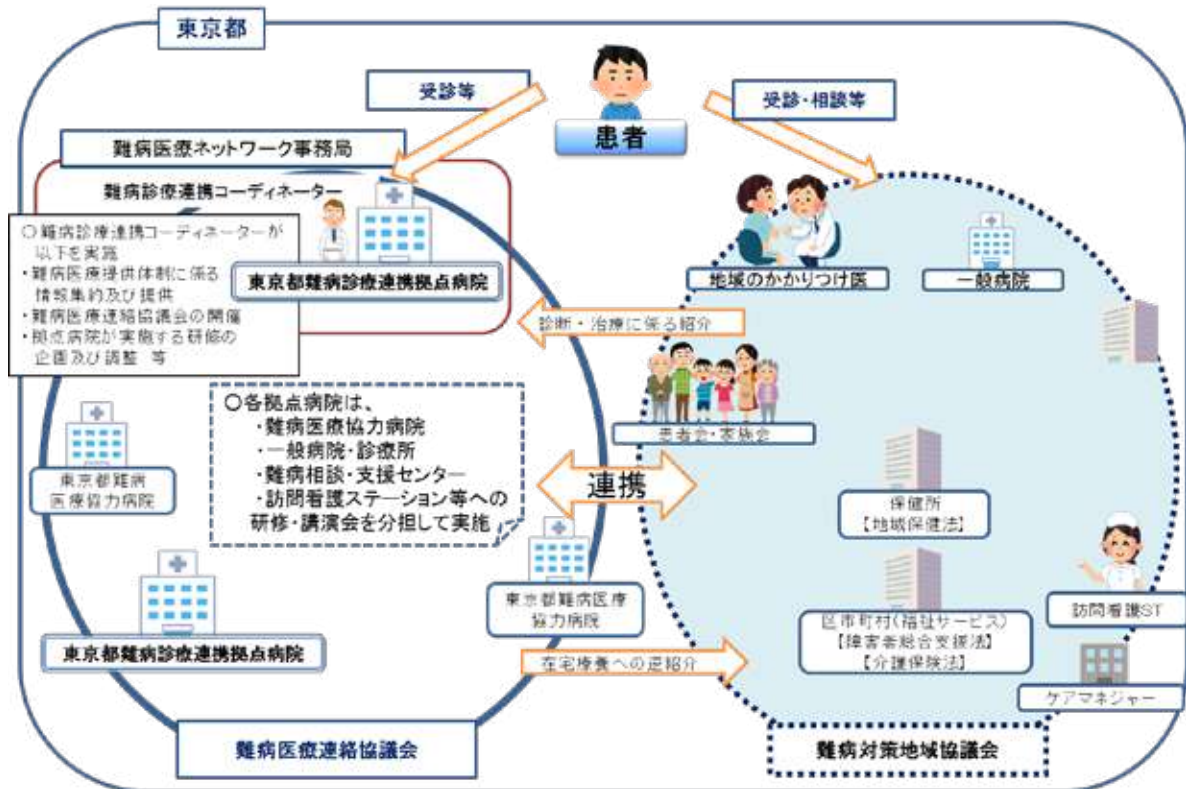 東京都
受診等
受診・相談等
患者
難病医療ネットワーク事務局
難病診療連携コーディネーター
○難病診療連携コーディネーターが
以下を実施
・難病医療提供体制に係る
情報集約及び提供
・難病医療連絡協議会の開催
・拠点病院が実施する研修の
企画及び調整 等
東京都難病診療連携拠点病院
地域のかかりつけ医
一般病院
診断・治療に係る紹介
患者会・家族会
○各拠点病院は、
・難病医療協力病院
・一般病院・診療所
・難病相談・支援センター
・訪問看護ステーション等への
研修・講演会を分担して実施
東京都難病
医療協力病院
連携
保健所
【地域保健法】
東京都難病医療
協力病院
訪問看護ST
区市町村(福祉サービス)
【障害者総合支援法】
【介護保険法】
東京都難病診療連携拠点病院
在宅療養への逆紹介
ケアマネジャー
難病医療連絡協議会
難病対策地域協議会